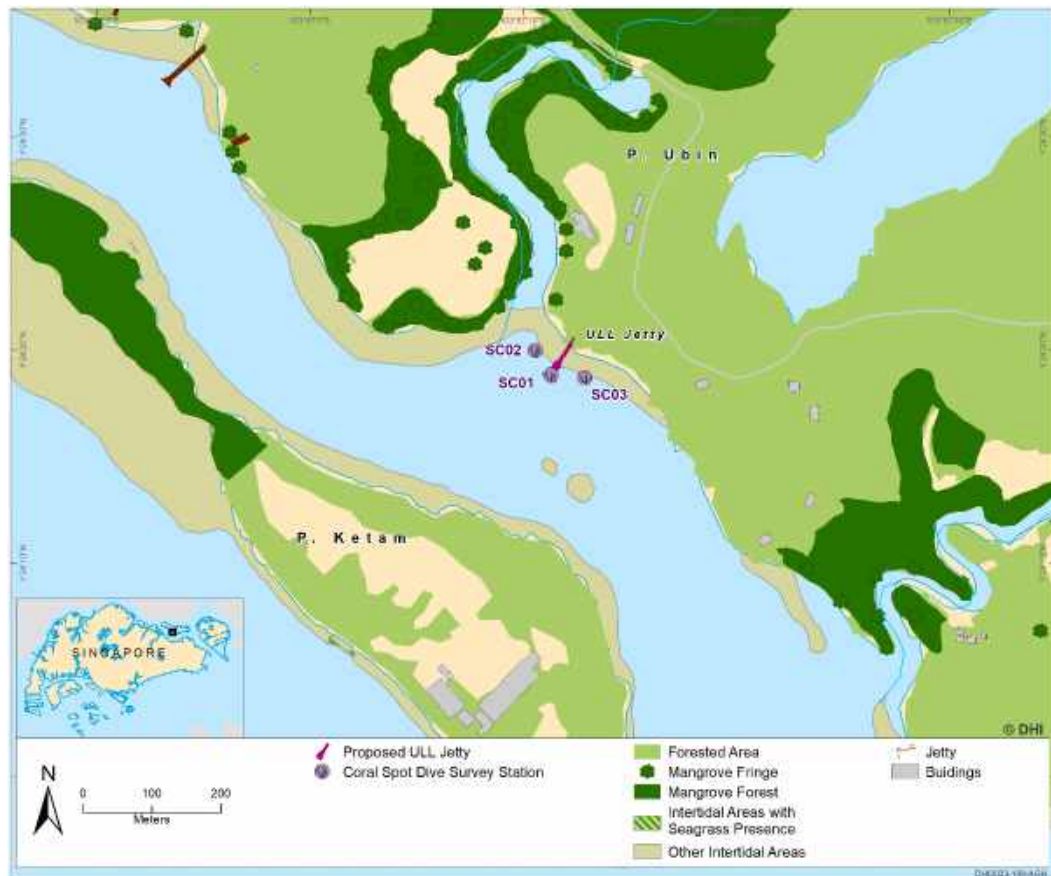 P. Ubin
ULL Jetty
SC02
SC01
SC03
P. Ketam
SINGAPORE
© DHI
N
0 100 200
Meters
Proposed ULL Jetty
Coral Spot Dive Survey Station
Forested Area
Mangrove Fringe
Mangrove Forest
Intertidal Areas with
Seagrass Presence
Other Intertidal Areas
Jetty
Buidings